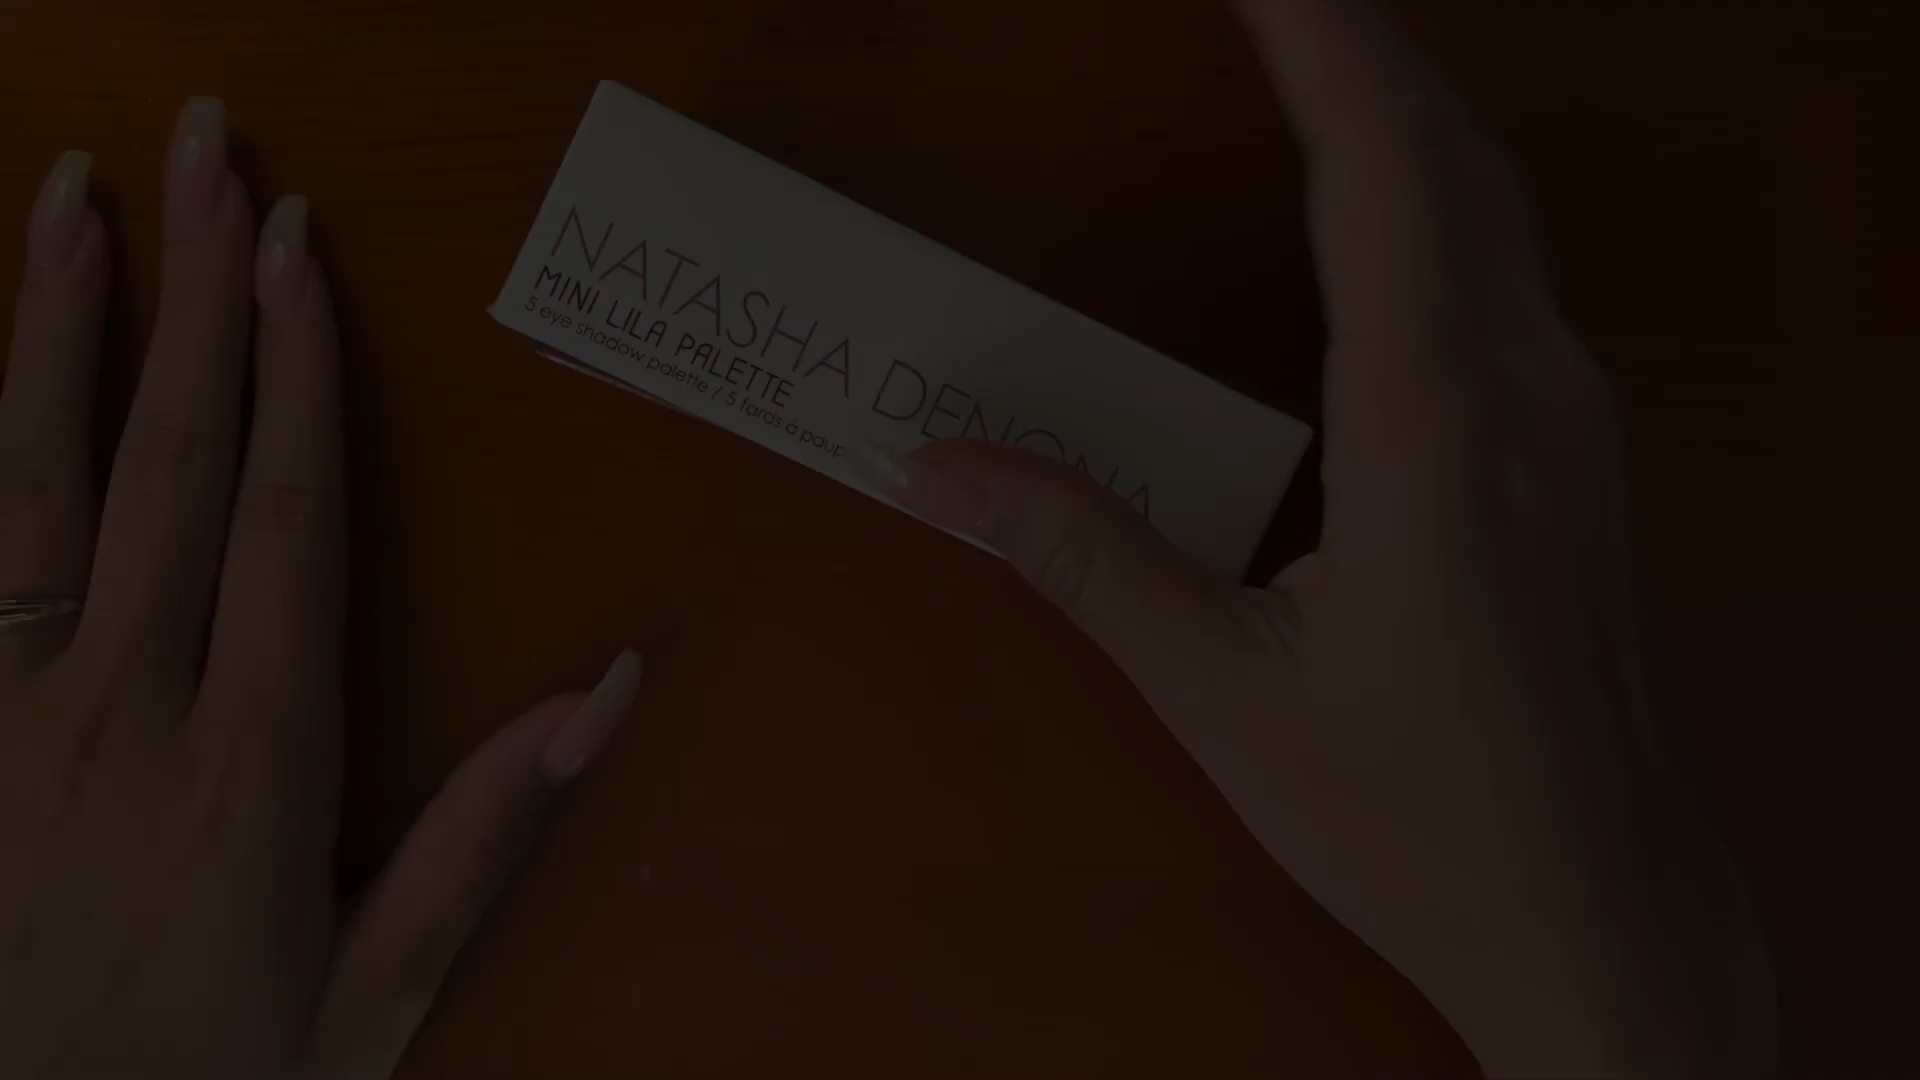 NATASHA DENONA
MINI LILA PALETTE
5 eye shadow palette / 5 fards à paup